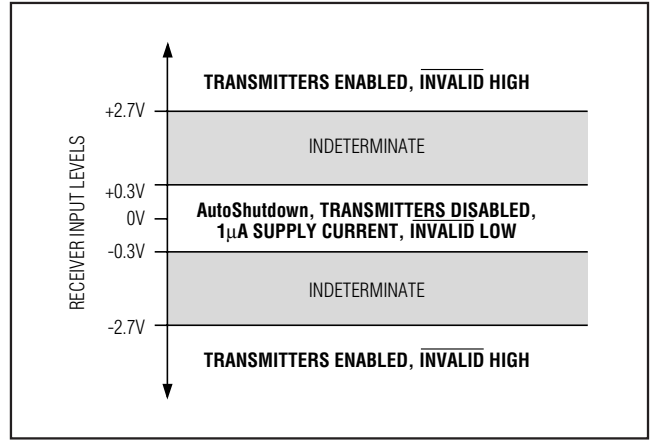 TRANSMITTERS ENABLED, INVALID HIGH
+2.7V
INDETERMINATE
+0.3V
AutoShutdown, TRANSMITTERS DISABLED,
0V
1μA SUPPLY CURRENT, INVALID LOW
-0.3V
INDETERMINATE
-2.7V
TRANSMITTERS ENABLED, INVALID HIGH
RECEIVER INPUT LEVELS